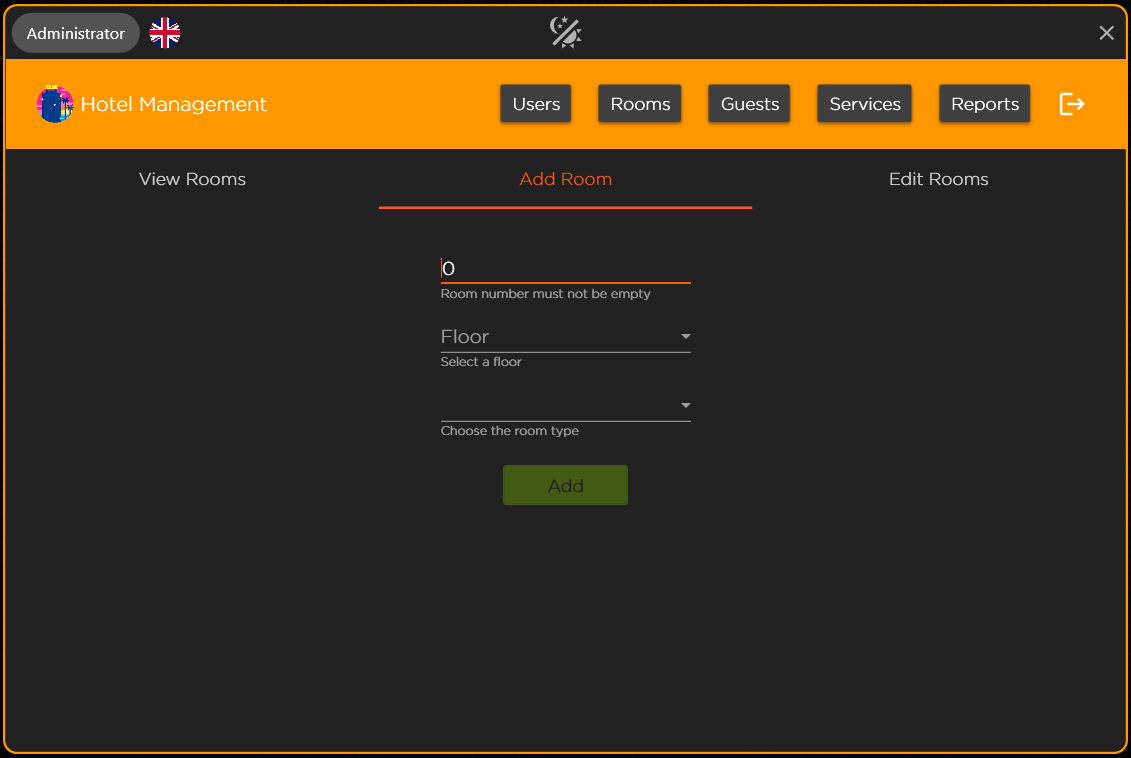 Administrator
Hotel Management
Users
Rooms
Guests
Services
Reports
View Rooms
Add Room
Edit Rooms
0
Room number must not be empty
Floor
Select a floor
Choose the room type
Add